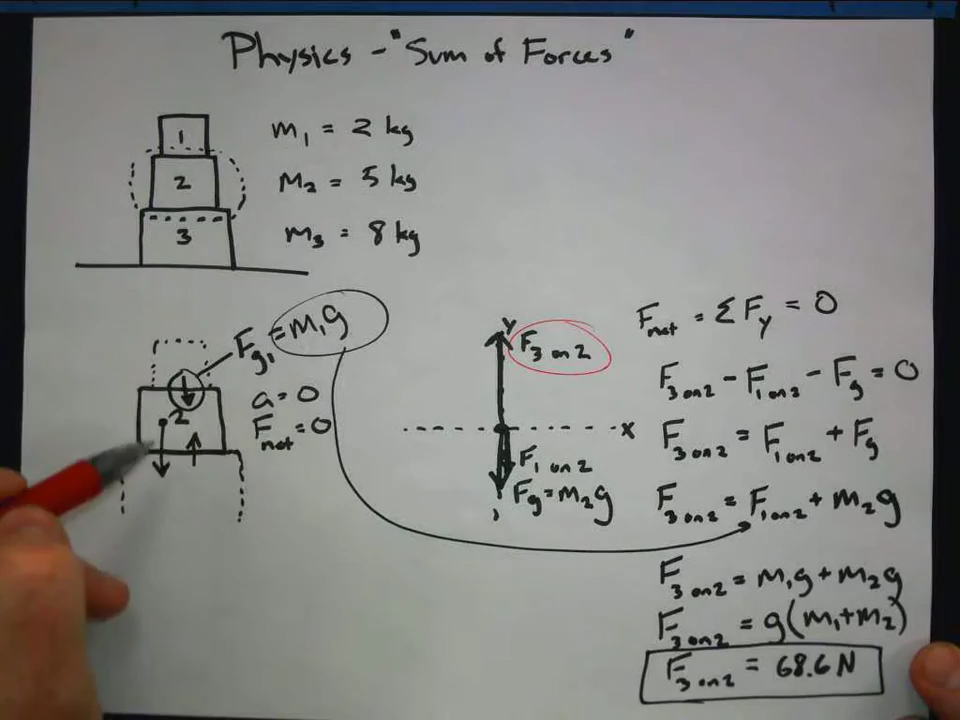 Physics - "Sum of Forces"
1
m₁ = 2 kg
2
m₂ = 5 kg
3
m₃ = 8 kg
Fg₁ = m₁g
2
a = 0
Fnet = 0
y
F3 on 2
x
F1 on 2
Fg = m₂g
Fnet = ΣFy = 0
F3 on 2 - F1 on 2 - Fg = 0
F3 on 2 = F1 on 2 + Fg
F3 on 2 = F1 on 2 + m₂g
F3 on 2 = m₁g + m₂g
F3 on 2 = g(m₁+m₂)
F3 on 2 = 68.6 N